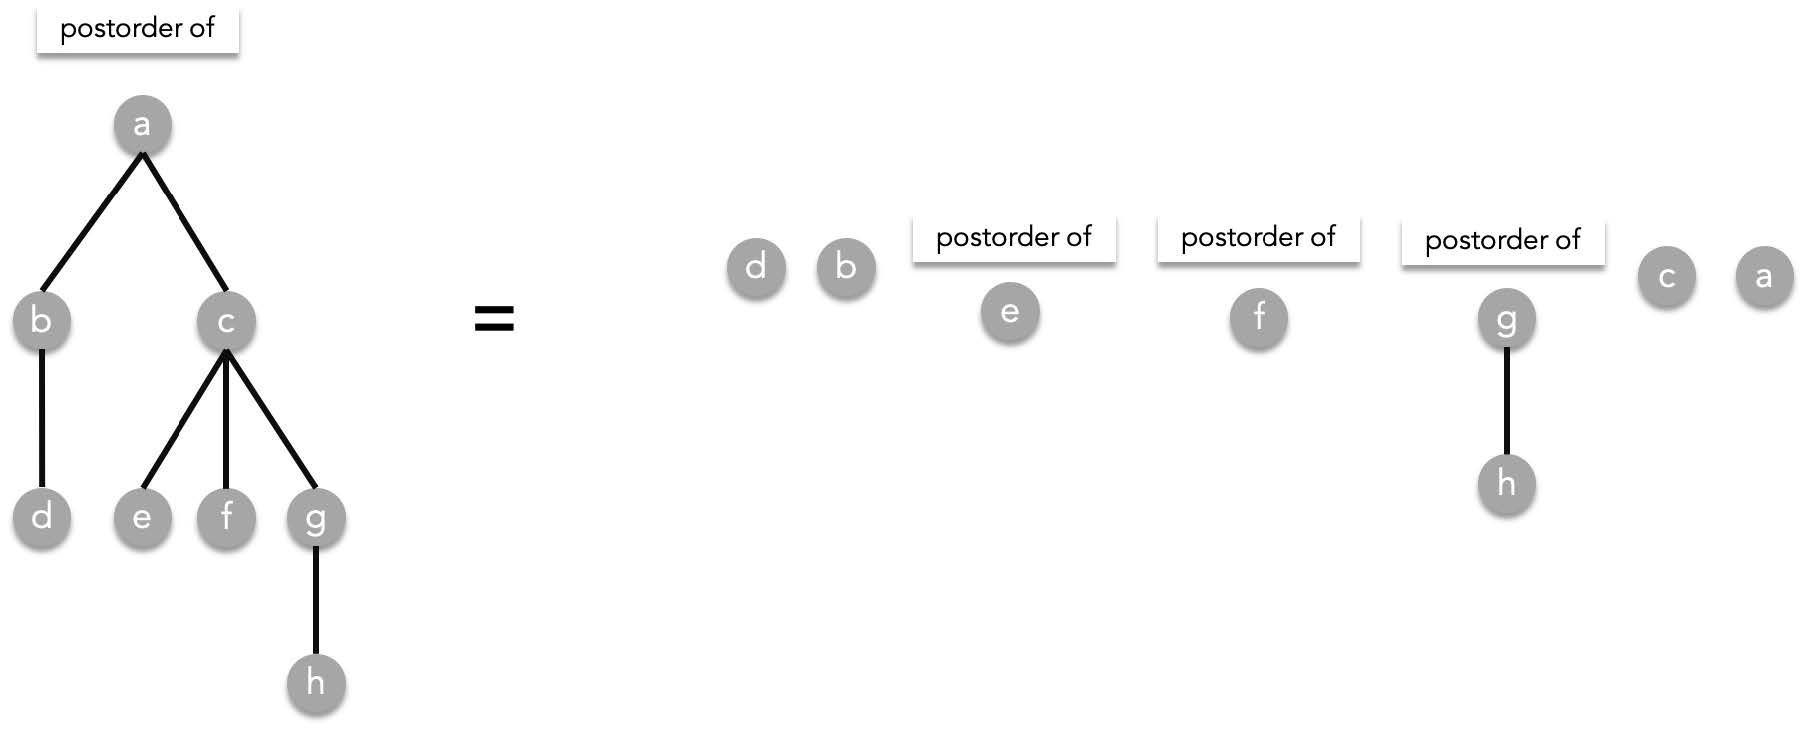 postorder of
a
b c
d e f g
h
=
d b postorder of postorder of postorder of c a
e f g
h